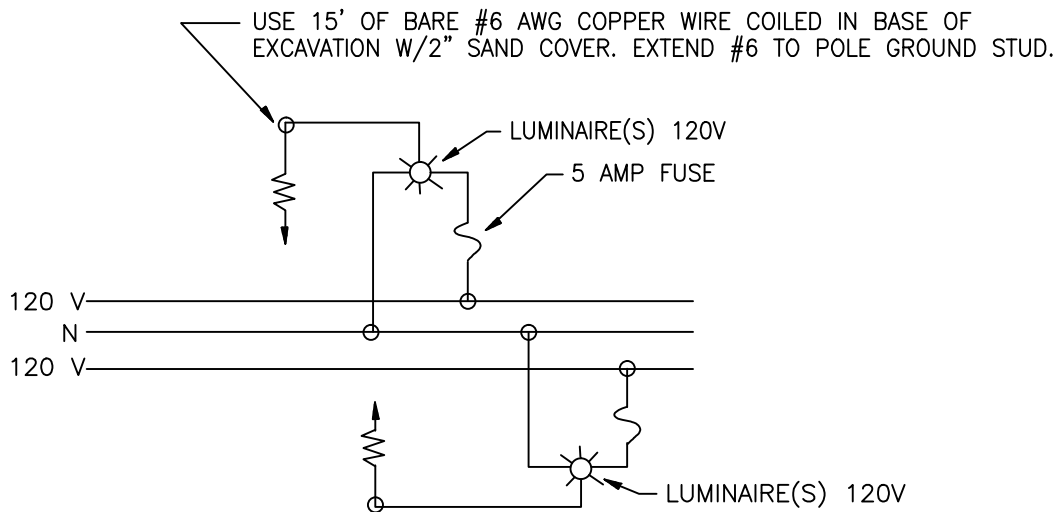 USE 15' OF BARE #6 AWG COPPER WIRE COILED IN BASE OF
EXCAVATION W/2" SAND COVER. EXTEND #6 TO POLE GROUND STUD.
LUMINAIRE(S) 120V
5 AMP FUSE
120 V
N
120 V
LUMINAIRE(S) 120V